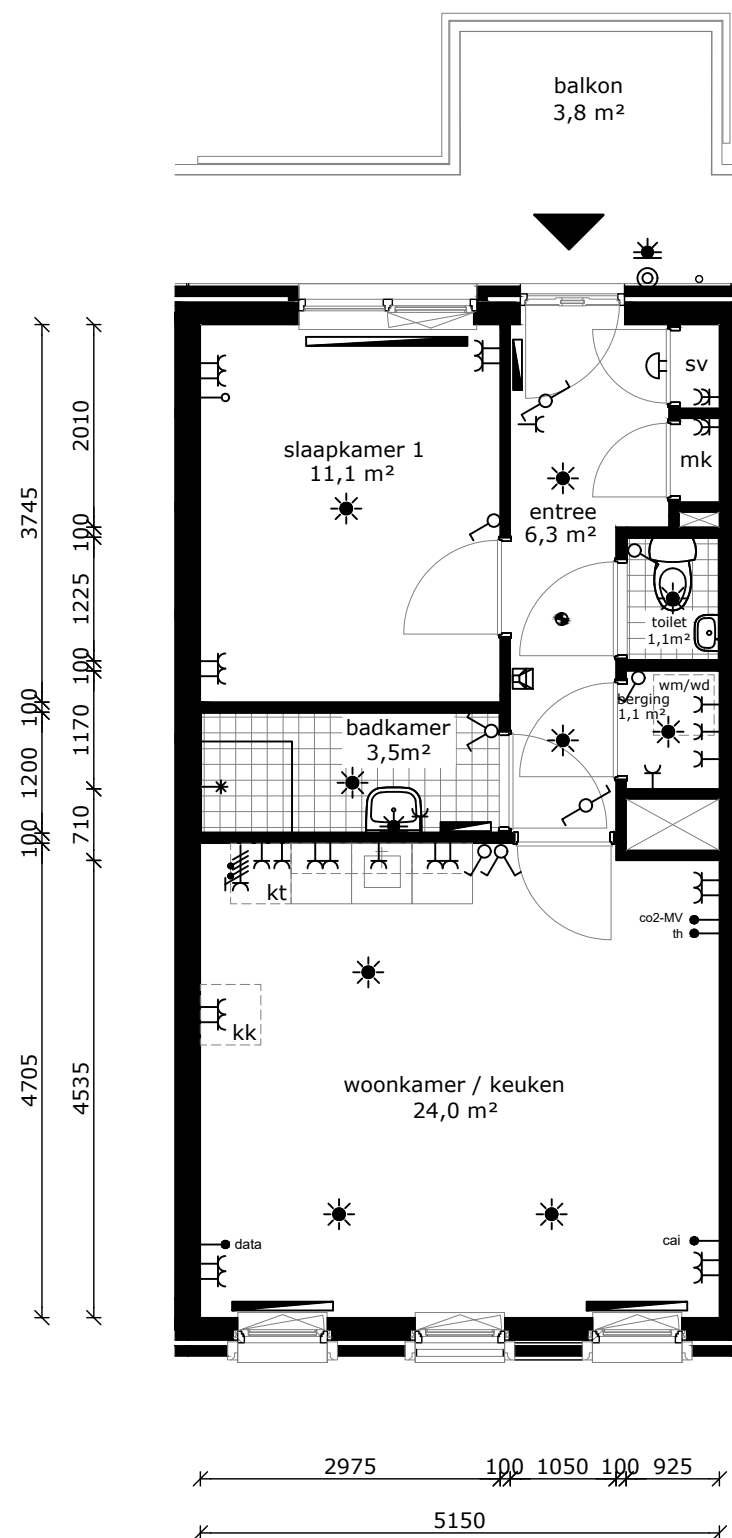 balkon
3,8 m²
sv
mk
slaapkamer 1
11,1 m²
entree
6,3 m²
toilet
1,1m²
wm/wd
berging
1,1 m²
badkamer
3,5m²
kt
co2-MV
th
kk
woonkamer / keuken
24,0 m²
data
cai
3745
100
1200
100
4705
2010
100
1225
100
1170
710
4535
2975
100
1050
100
925
5150